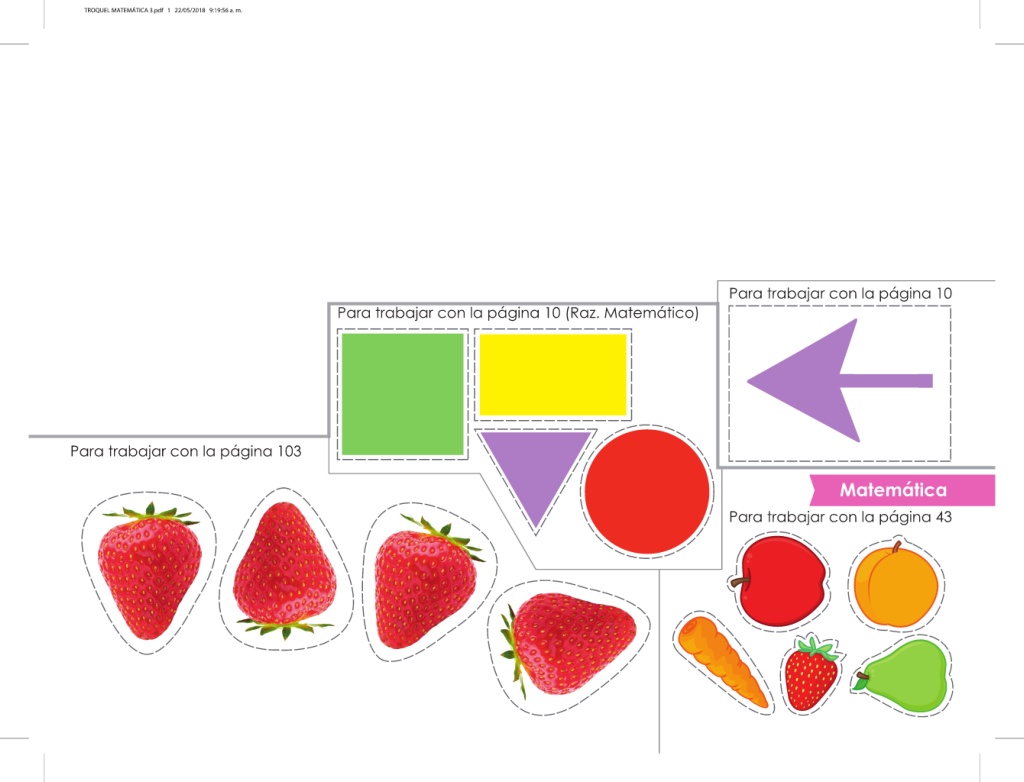 TROQUEL MATEMÁTICA 3.pdf 1 22/05/2018 9:19:56 a. m.
Para trabajar con la página 10
Para trabajar con la página 10 (Raz. Matemático)
Para trabajar con la página 103
Matemática
Para trabajar con la página 43